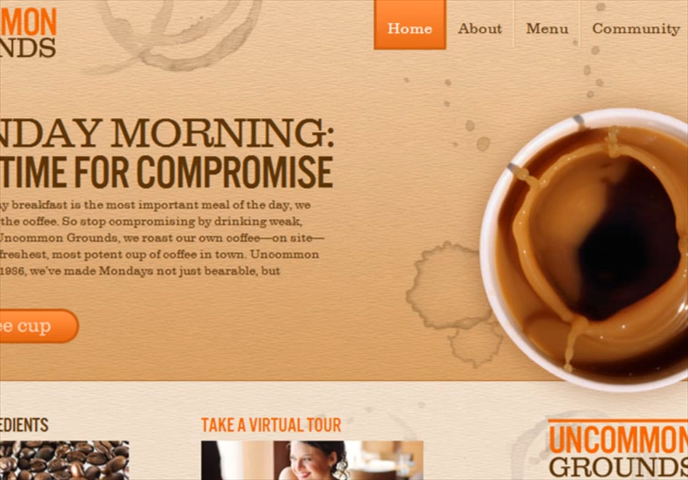 MON
NDS
Home About Menu Community
NDAY MORNING:
TIME FOR COMPROMISE
y breakfast is the most important meal of the day, we
the coffee. So stop compromising by drinking weak,
Uncommon Grounds, we roast our own coffee—on site—
freshest, most potent cup of coffee in town. Uncommon
1986, we've made Mondays not just bearable, but
ee cup
EDIENTS
TAKE A VIRTUAL TOUR
UNCOMMON
GROUNDS